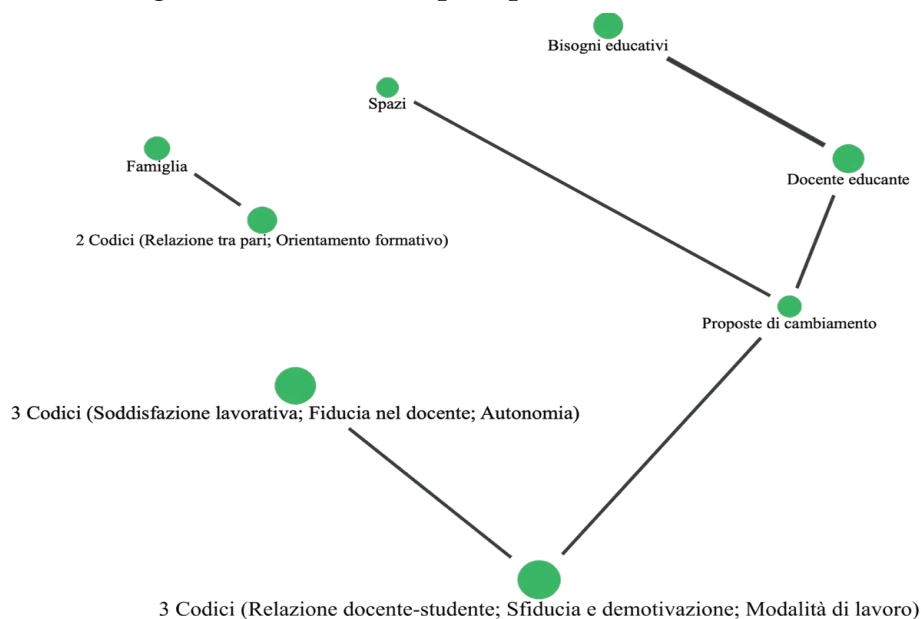 Bisogni educativi
Spazi
Famiglia
Docente educante
2 Codici (Relazione tra pari; Orientamento formativo)
Proposte di cambiamento
3 Codici (Soddisfazione lavorativa; Fiducia nel docente; Autonomia)
3 Codici (Relazione docente-studente; Sfiducia e demotivazione; Modalità di lavoro)